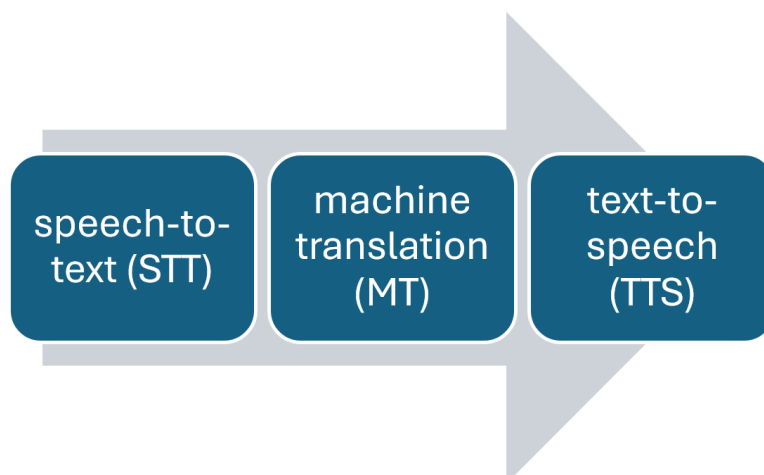 speech-to-
text (STT)
machine
translation
(MT)
text-to-
speech
(TTS)